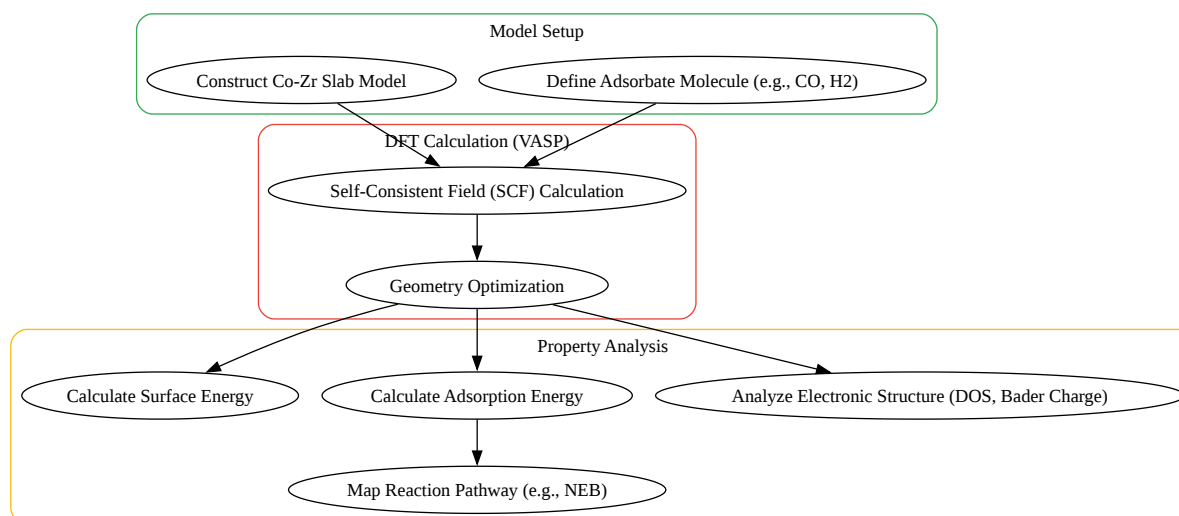 Model Setup
Construct Co-Zr Slab Model
Define Adsorbate Molecule (e.g., CO, H2)
DFT Calculation (VASP)
Self-Consistent Field (SCF) Calculation
Geometry Optimization
Property Analysis
Calculate Surface Energy
Calculate Adsorption Energy
Analyze Electronic Structure (DOS, Bader Charge)
Map Reaction Pathway (e.g., NEB)